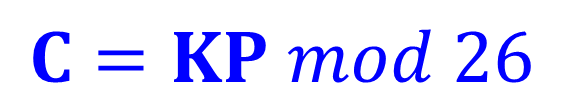 C = KP mod 26